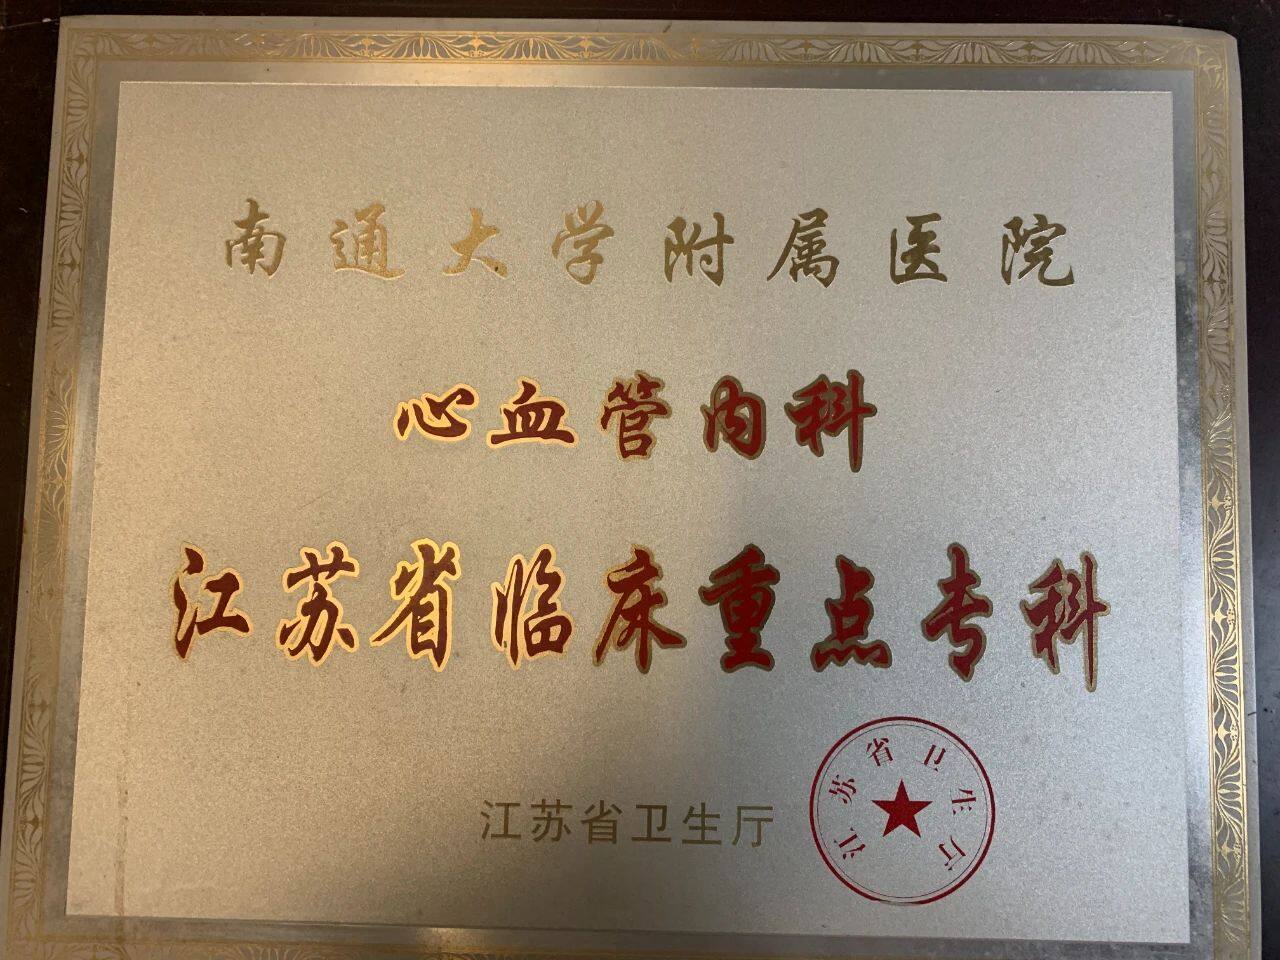 南通大学附属医院
心血管内科
江苏省临床重点专科
江苏省卫生厅
江苏省卫生厅